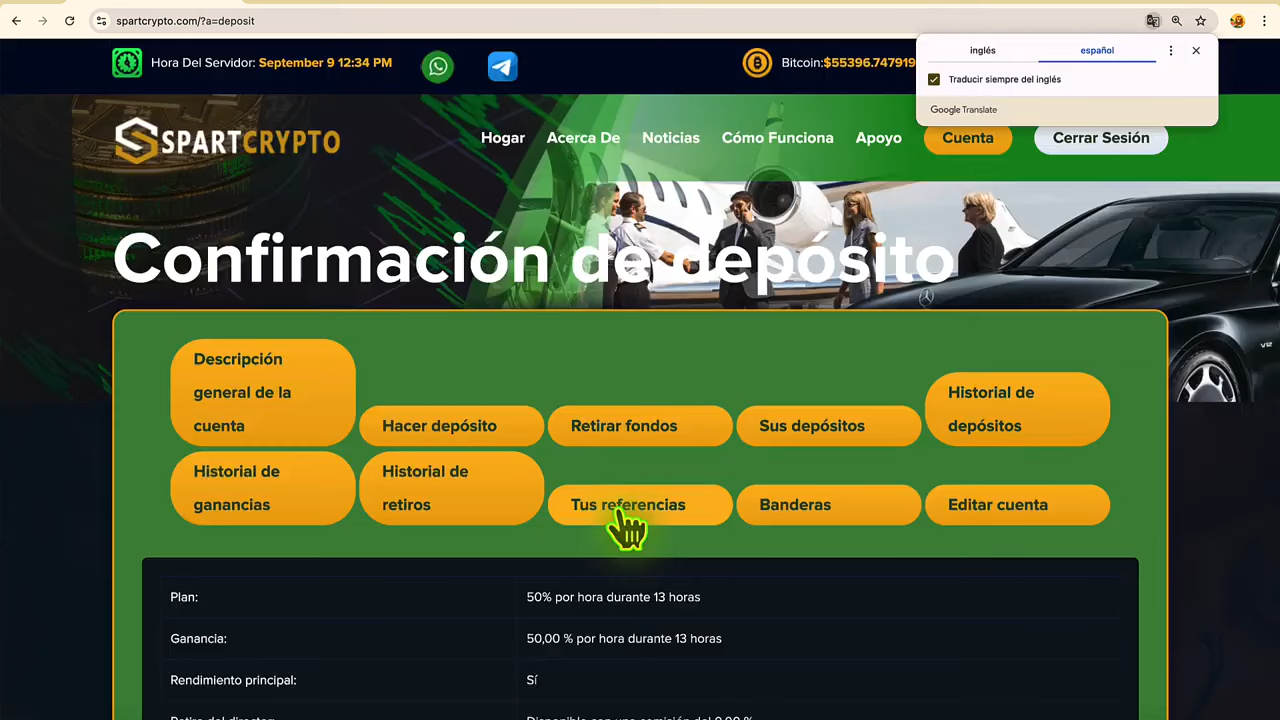 spartcrypto.com/?a=deposit
inglés
español
Traducir siempre del inglés
Google Translate
Hora Del Servidor: September 9 12:34 PM
Bitcoin:$55396.747919
SPARTCRYPTO
Hogar
Acerca De
Noticias
Cómo Funciona
Apoyo
Cuenta
Cerrar Sesión
Confirmación de depósito
Descripción
general de la
cuenta
Hacer depósito
Retirar fondos
Sus depósitos
Historial de
depósitos
Historial de
ganancias
Historial de
retiros
Tus referencias
Banderas
Editar cuenta
Plan:
50% por hora durante 13 horas
Ganancia:
50,00 % por hora durante 13 horas
Rendimiento principal:
Sí